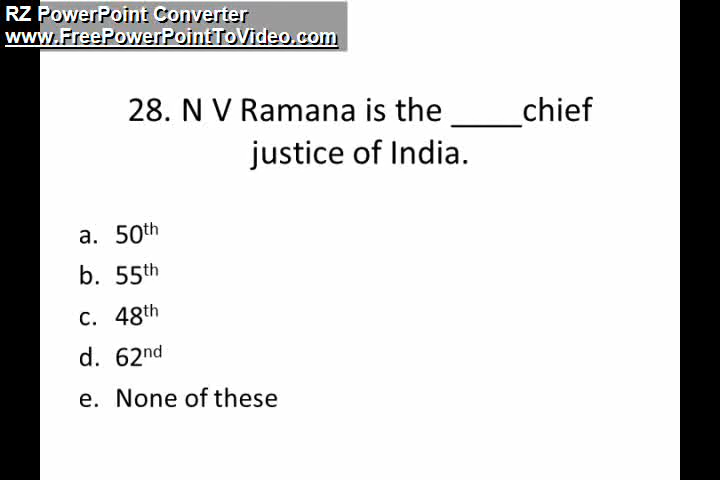 RZ PowerPoint Converter
www.FreePowerPointToVideo.com
28. N V Ramana is the ____chief
justice of India.
a. 50th
b. 55th
c. 48th
d. 62nd
e. None of these